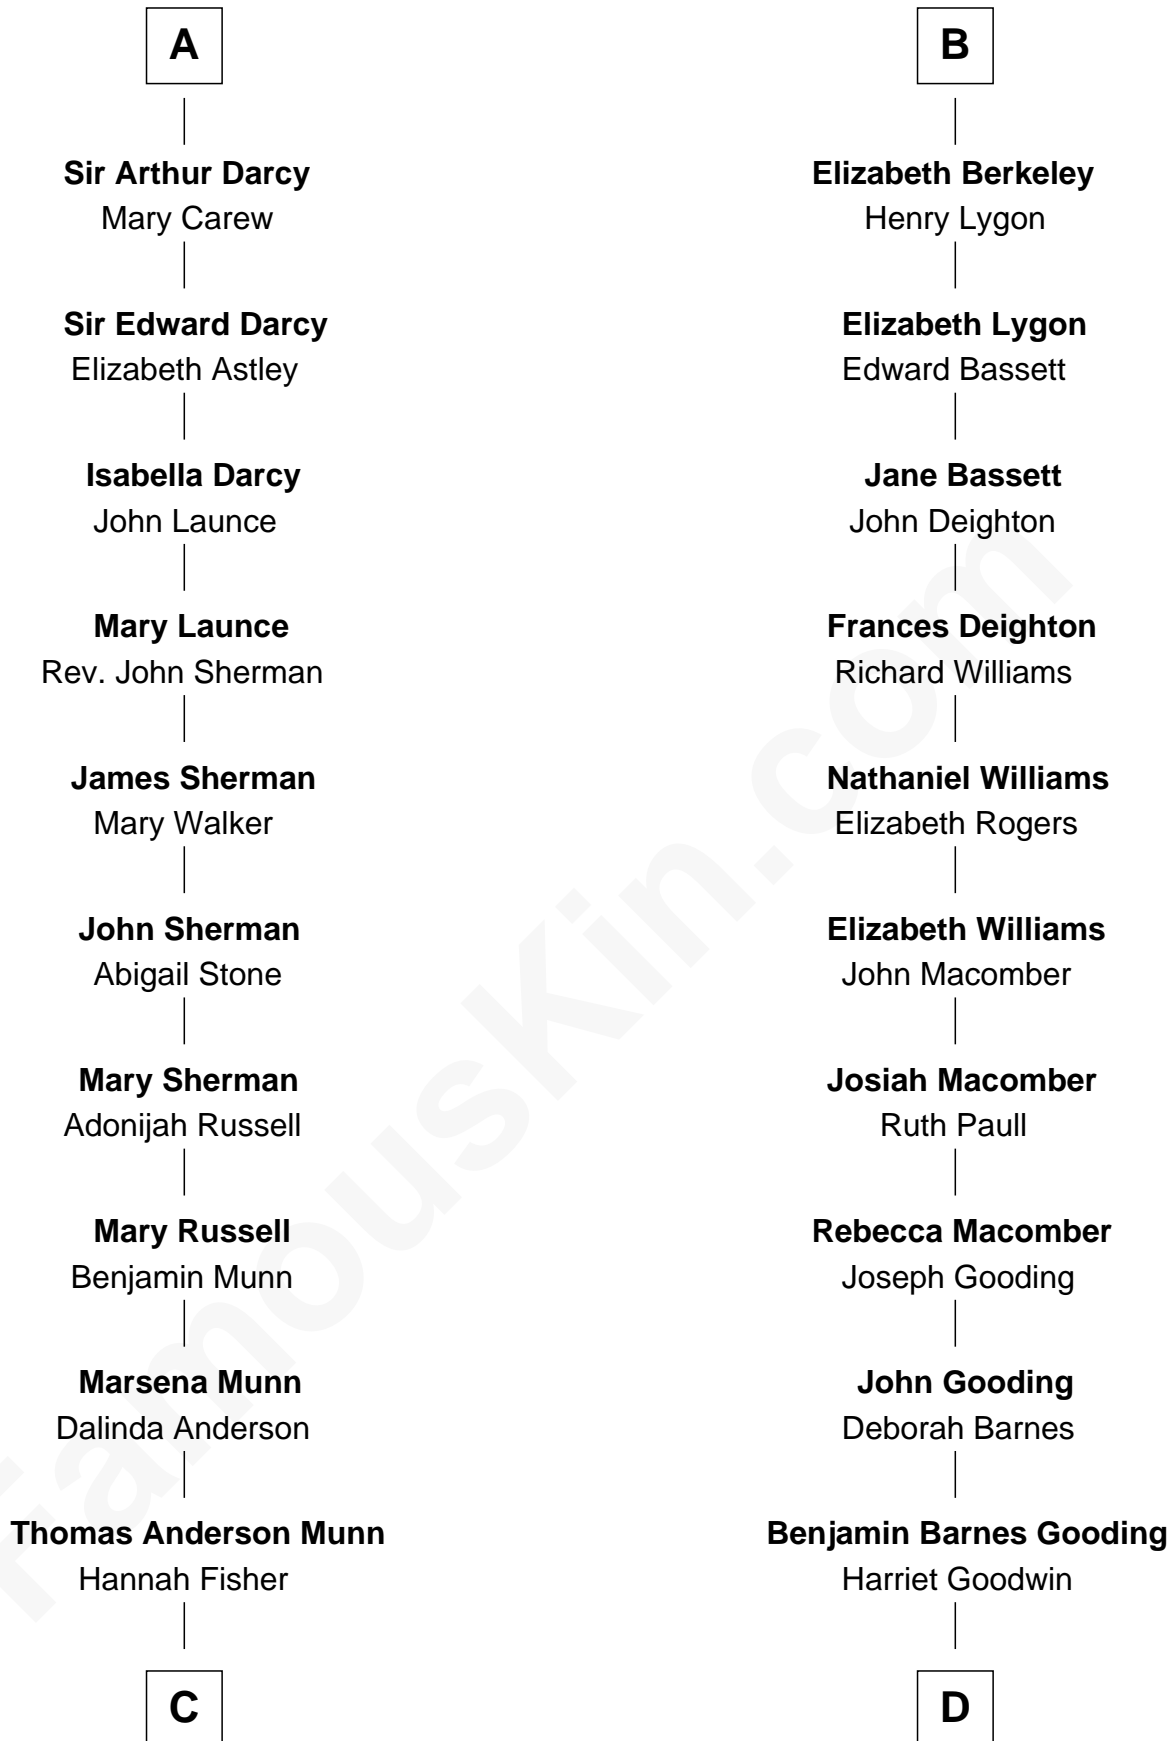 A
Sir Arthur Darcy
Mary Carew
Sir Edward Darcy
Elizabeth Astley
Isabella Darcy
John Launce
Mary Launce
Rev. John Sherman
James Sherman
Mary Walker
John Sherman
Abigail Stone
Mary Sherman
Adonijah Russell
Mary Russell
Benjamin Munn
Marsena Munn
Dalinda Anderson
Thomas Anderson Munn
Hannah Fisher
C
B
Elizabeth Berkeley
Henry Lygon
Elizabeth Lygon
Edward Bassett
Jane Bassett
John Deighton
Frances Deighton
Richard Williams
Nathaniel Williams
Elizabeth Rogers
Elizabeth Williams
John Macomber
Josiah Macomber
Ruth Paull
Rebecca Macomber
Joseph Gooding
John Gooding
Deborah Barnes
Benjamin Barnes Gooding
Harriet Goodwin
D
FamousKin.com